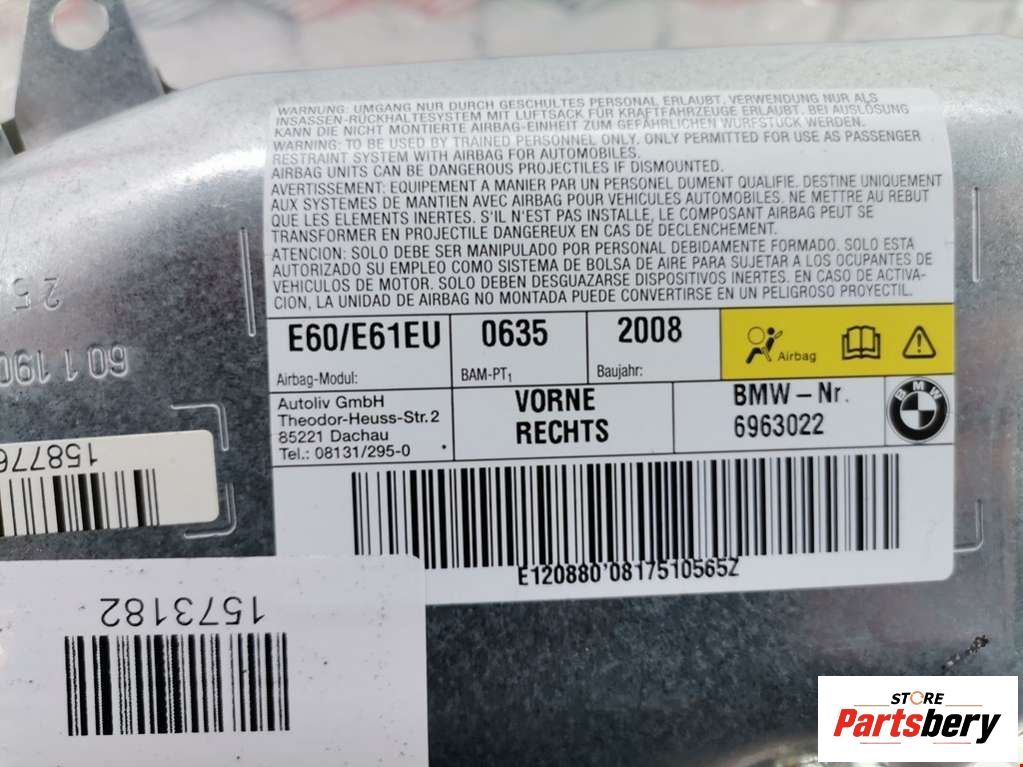 WARNUNG: UMGANG NUR DURCH GESCHULTES PERSONAL ERLAUBT, VERWENDUNG NUR ALS
INSASSEN-RÜCKHALTESYSTEM MIT LUFTSACK FÜR KRAFTFAHRZEUGE ERLAUBT. BEI AUSLÖSUNG
KANN DIE NICHT MONTIERTE AIRBAG-EINHEIT ZUM GEFÄHRLICHEN WURFSTÜCK WERDEN.
WARNING: TO BE USED BY TRAINED PERSONNEL ONLY. ONLY PERMITTED FOR USE AS PASSENGER
RESTRAINT SYSTEM WITH AIRBAG FOR AUTOMOBILES.
AIRBAG UNITS CAN BE DANGEROUS PROJECTILES IF DISMOUNTED.
AVERTISSEMENT: EQUIPEMENT A MANIER PAR UN PERSONEL DUMENT QUALIFIE. DESTINE UNIQUEMENT
AUX SYSTEMES DE MANTIEN AVEC AIRBAG POUR VEHICULES AUTOMOBILES. NE METTRE AU REBUT
QUE LES ELEMENTS INERTES. S'IL N'EST PAS INSTALLE, LE COMPOSANT AIRBAG PEUT SE
TRANSFORMER EN PROJECTILE DANGEREUX EN CAS DE DECLENCHEMENT.
ATENCION: SOLO DEBE SER MANIPULADO POR PERSONAL DEBIDAMENTE FORMADO. SOLO ESTA
AUTORIZADO SU EMPLEO COMO SISTEMA DE BOLSA DE AIRE PARA SUJETAR A LOS OCUPANTES DE
VEHICULOS DE MOTOR. SOLO DEBEN DESGUAZARSE DISPOSITIVOS INERTES. EN CASO DE ACTIVA-
CION, LA UNIDAD DE AIRBAG NO MONTADA PUEDE CONVERTIRSE EN UN PELIGROSO PROYECTIL.
E60/E61EU 0635 2008 Airbag
Airbag-Modul: BAM-PT1 Baujahr:
Autoliv GmbH
Theodor-Heuss-Str.2
85221 Dachau
Tel.: 08131/295-0
VORNE
RECHTS
BMW-Nr.
6963022
BMW
E120880'0817510565Z
25
601190
158776
1573182
STORE
Partsbery